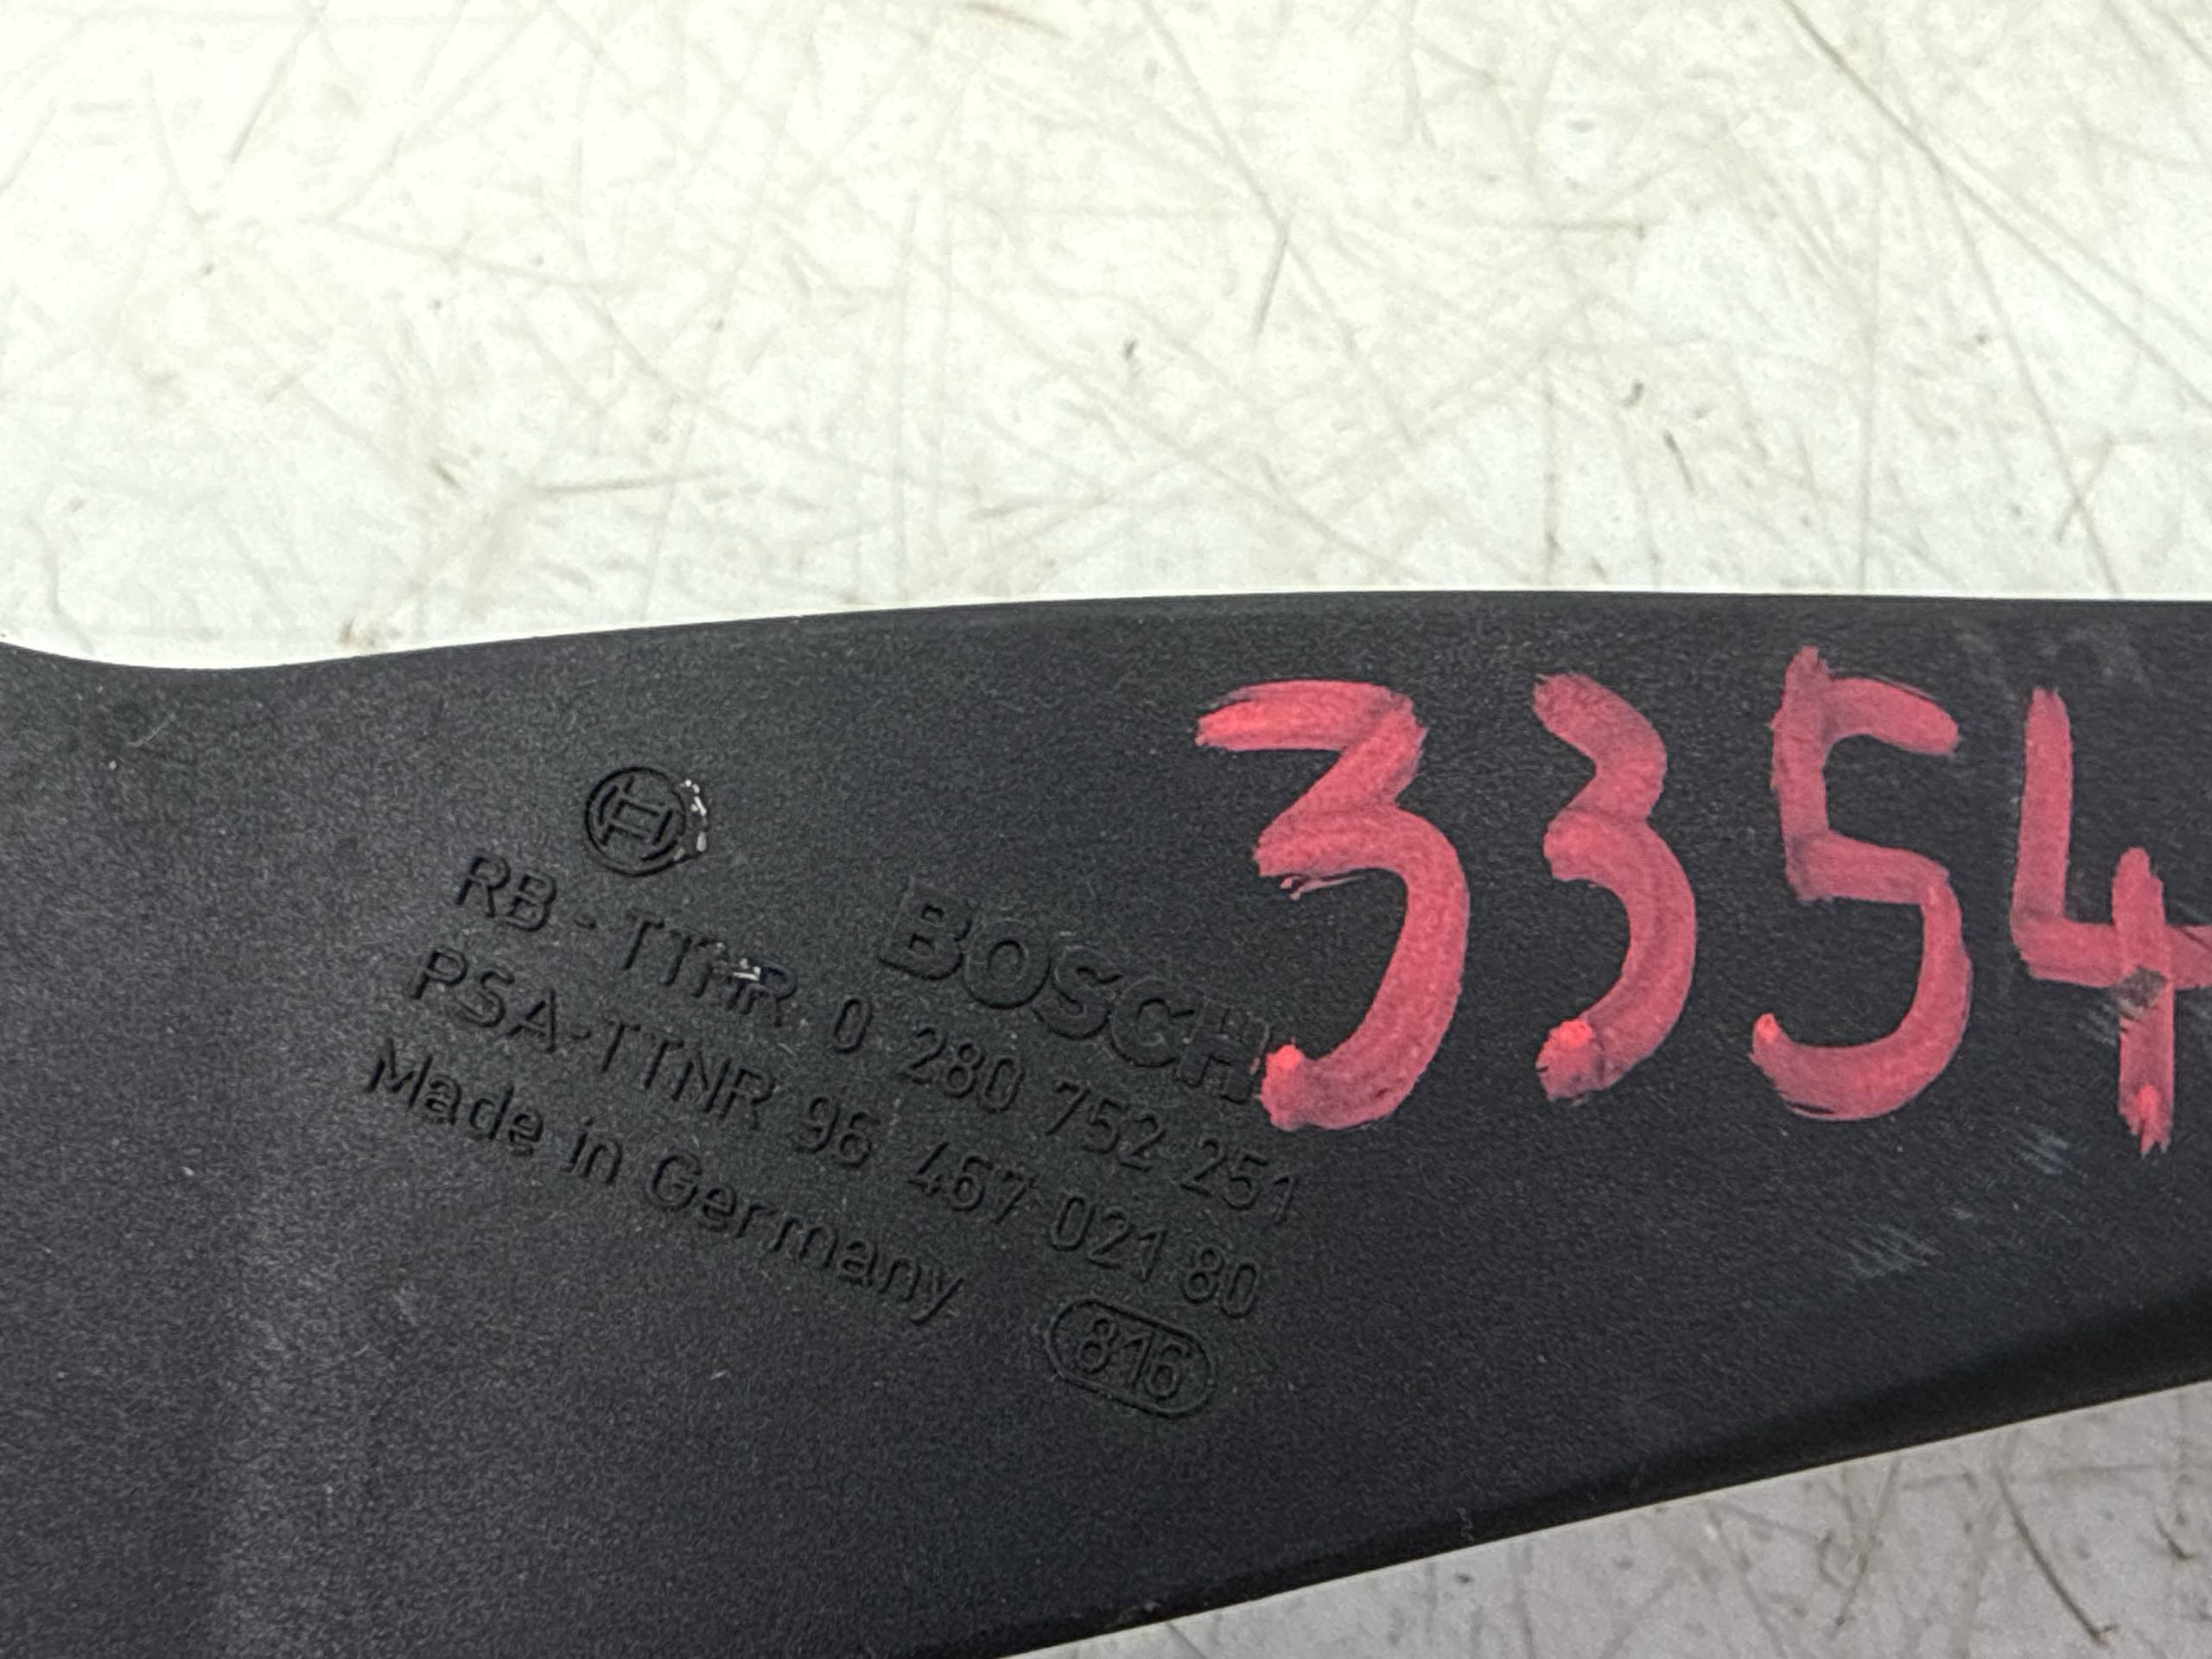 3354
BOSCH
RB - TTNR 0 280 752 251
PSA-TTNR 96 467 021 80
Made in Germany
816